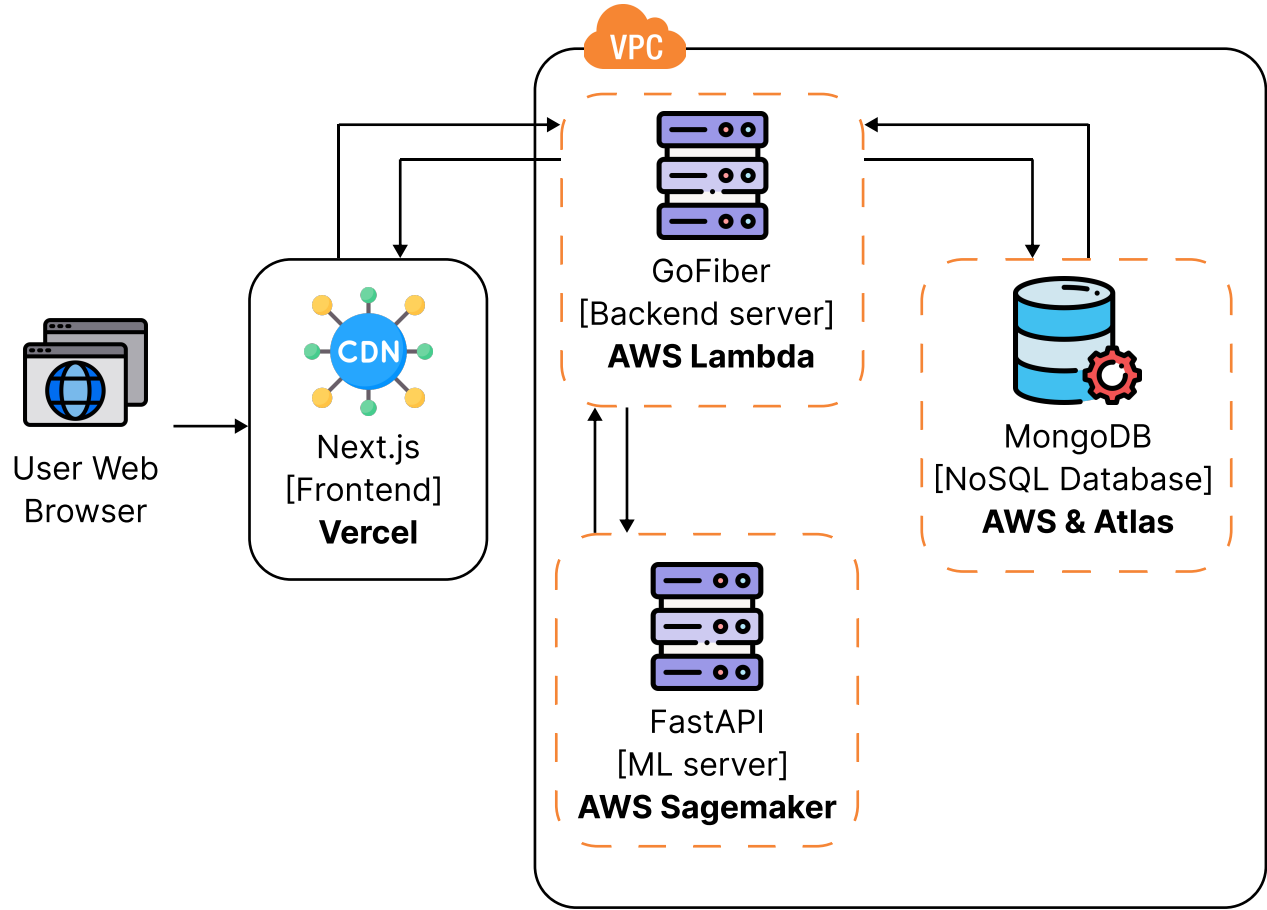 VPC
GoFiber
[Backend server]
AWS Lambda
CDN
Next.js
[Frontend]
Vercel
User Web
Browser
MongoDB
[NoSQL Database]
AWS & Atlas
FastAPI
[ML server]
AWS Sagemaker